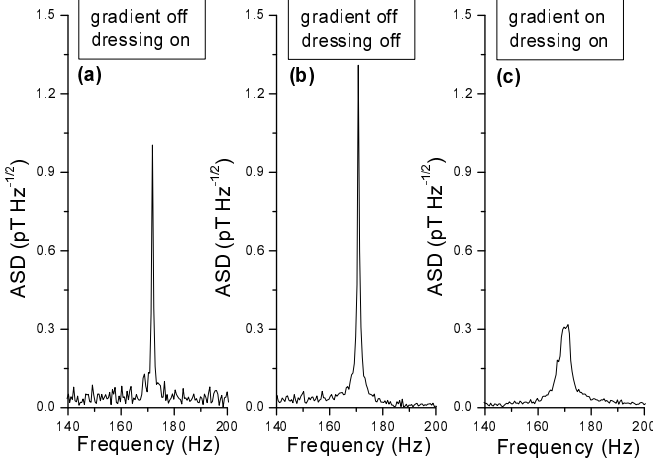 gradient off
dressing on
(a)
1.5
1.2
0.9
0.6
0.3
0.0
ASD (pT Hz-1/2)
140 160 180 200
Frequency (Hz)
gradient off
dressing off
(b)
1.5
1.2
0.9
0.6
0.3
0.0
ASD (pT Hz-1/2)
140 160 180 200
Frequency (Hz)
gradient on
dressing on
(c)
1.5
1.2
0.9
0.6
0.3
0.0
ASD (pT Hz-1/2)
140 160 180 200
Frequency (Hz)